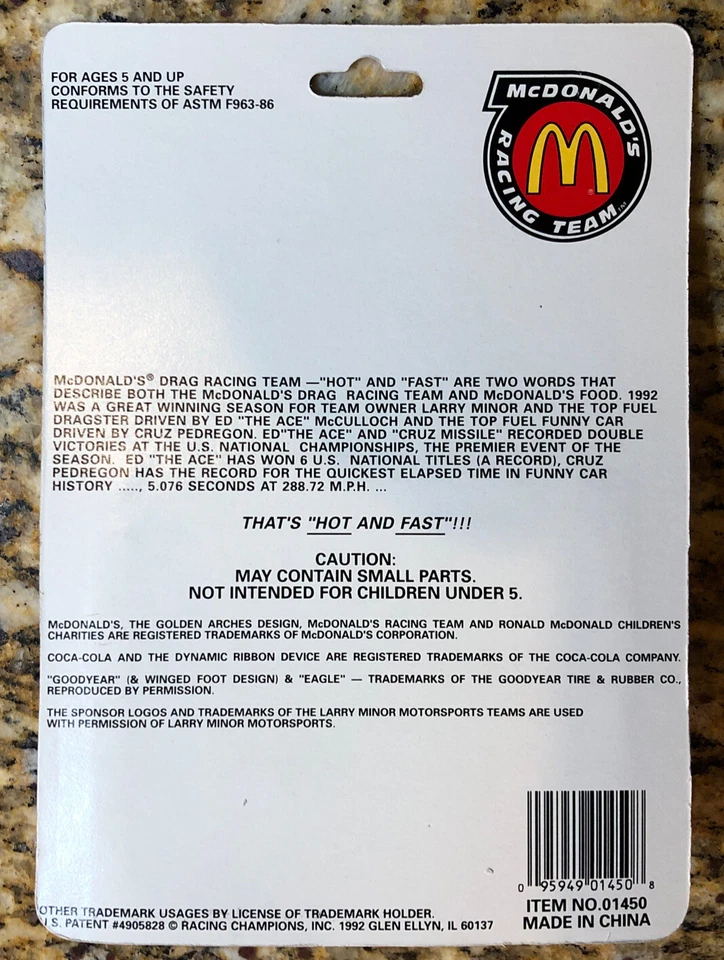 FOR AGES 5 AND UP
CONFORMS TO THE SAFETY
REQUIREMENTS OF ASTM F963-86
McDONALD'S
RACING TEAM™
M®
McDONALD'S® DRAG RACING TEAM —"HOT" AND "FAST" ARE TWO WORDS THAT
DESCRIBE BOTH THE McDONALD'S DRAG RACING TEAM AND McDONALD'S FOOD. 1992
WAS A GREAT WINNING SEASON FOR TEAM OWNER LARRY MINOR AND THE TOP FUEL
DRAGSTER DRIVEN BY ED "THE ACE" McCULLOCH AND THE TOP FUEL FUNNY CAR
DRIVEN BY CRUZ PEDREGON. ED"THE ACE" AND "CRUZ MISSILE" RECORDED DOUBLE
VICTORIES AT THE U.S. NATIONAL CHAMPIONSHIPS, THE PREMIER EVENT OF THE
SEASON. ED "THE ACE" HAS WON 6 U.S. NATIONAL TITLES (A RECORD), CRUZ
PEDREGON HAS THE RECORD FOR THE QUICKEST ELAPSED TIME IN FUNNY CAR
HISTORY ....., 5.076 SECONDS AT 288.72 M.P.H. ...
THAT'S "HOT AND FAST"!!!
CAUTION:
MAY CONTAIN SMALL PARTS.
NOT INTENDED FOR CHILDREN UNDER 5.
McDONALD'S, THE GOLDEN ARCHES DESIGN, McDONALD'S RACING TEAM AND RONALD McDONALD CHILDREN'S
CHARITIES ARE REGISTERED TRADEMARKS OF McDONALD'S CORPORATION.
COCA-COLA AND THE DYNAMIC RIBBON DEVICE ARE REGISTERED TRADEMARKS OF THE COCA-COLA COMPANY.
"GOODYEAR" (& WINGED FOOT DESIGN) & "EAGLE" — TRADEMARKS OF THE GOODYEAR TIRE & RUBBER CO.,
REPRODUCED BY PERMISSION.
THE SPONSOR LOGOS AND TRADEMARKS OF THE LARRY MINOR MOTORSPORTS TEAMS ARE USED
WITH PERMISSION OF LARRY MINOR MOTORSPORTS.
0 95949 01450 8
ITEM NO.01450
MADE IN CHINA
OTHER TRADEMARK USAGES BY LICENSE OF TRADEMARK HOLDER.
U.S. PATENT #4905828 © RACING CHAMPIONS, INC. 1992 GLEN ELLYN, IL 60137